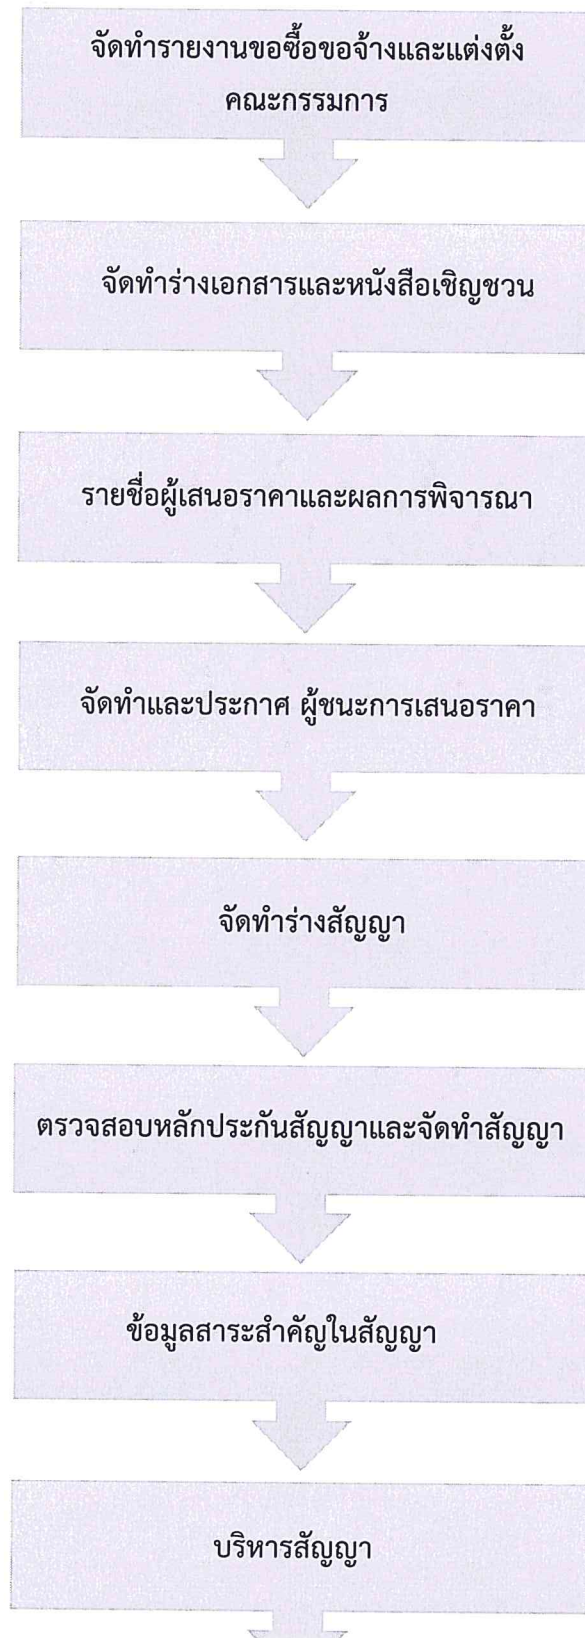 จัดทำรายงานขอซื้อขอจ้างและแต่งตั้ง
คณะกรรมการ
จัดทำร่างเอกสารและหนังสือเชิญชวน
รายชื่อผู้เสนอราคาและผลการพิจารณา
จัดทำและประกาศ ผู้ชนะการเสนอราคา
จัดทำร่างสัญญา
ตรวจสอบหลักประกันสัญญาและจัดทำสัญญา
ข้อมูลสาระสำคัญในสัญญา
บริหารสัญญา